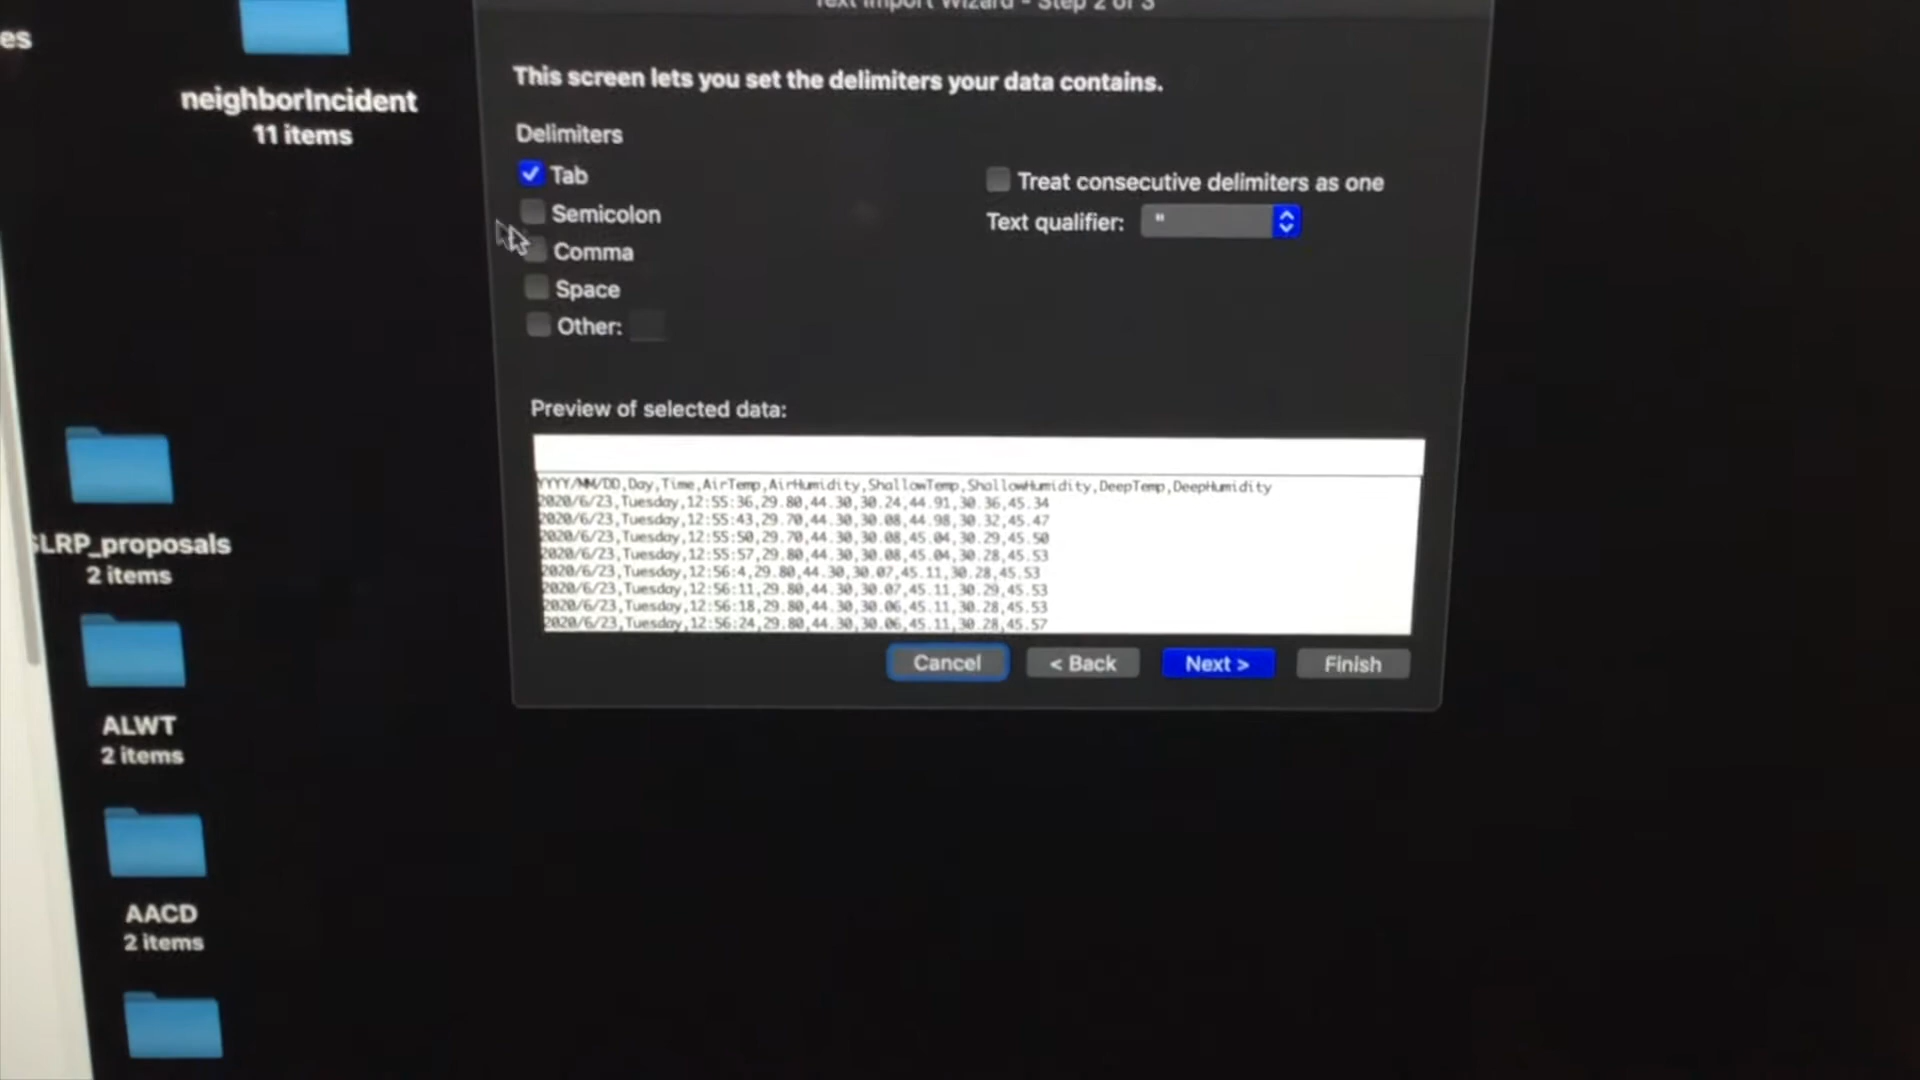 es
neighborIncident
11 items
SLRP_proposals
2 items
ALWT
2 items
AACD
2 items
Text Import Wizard - Step 2 of 3
This screen lets you set the delimiters your data contains.
Delimiters
Tab
Semicolon
Comma
Space
Other:
Treat consecutive delimiters as one
Text qualifier: "
Preview of selected data:
YYYY/MM/DD,Day,Time,AirTemp,AirHumidity,ShallowTemp,ShallowHumidity,DeepTemp,DeepHumidity
2020/6/23,Tuesday,12:55:36,29.80,44.30,30.24,44.91,30.36,45.34
2020/6/23,Tuesday,12:55:43,29.70,44.30,30.08,44.98,30.32,45.47
2020/6/23,Tuesday,12:55:50,29.70,44.30,30.08,45.04,30.29,45.50
2020/6/23,Tuesday,12:55:57,29.80,44.30,30.08,45.04,30.28,45.53
2020/6/23,Tuesday,12:56:4,29.80,44.30,30.07,45.11,30.28,45.53
2020/6/23,Tuesday,12:56:11,29.80,44.30,30.07,45.11,30.29,45.53
2020/6/23,Tuesday,12:56:18,29.80,44.30,30.06,45.11,30.28,45.53
2020/6/23,Tuesday,12:56:24,29.80,44.30,30.06,45.11,30.28,45.57
Cancel
< Back
Next >
Finish